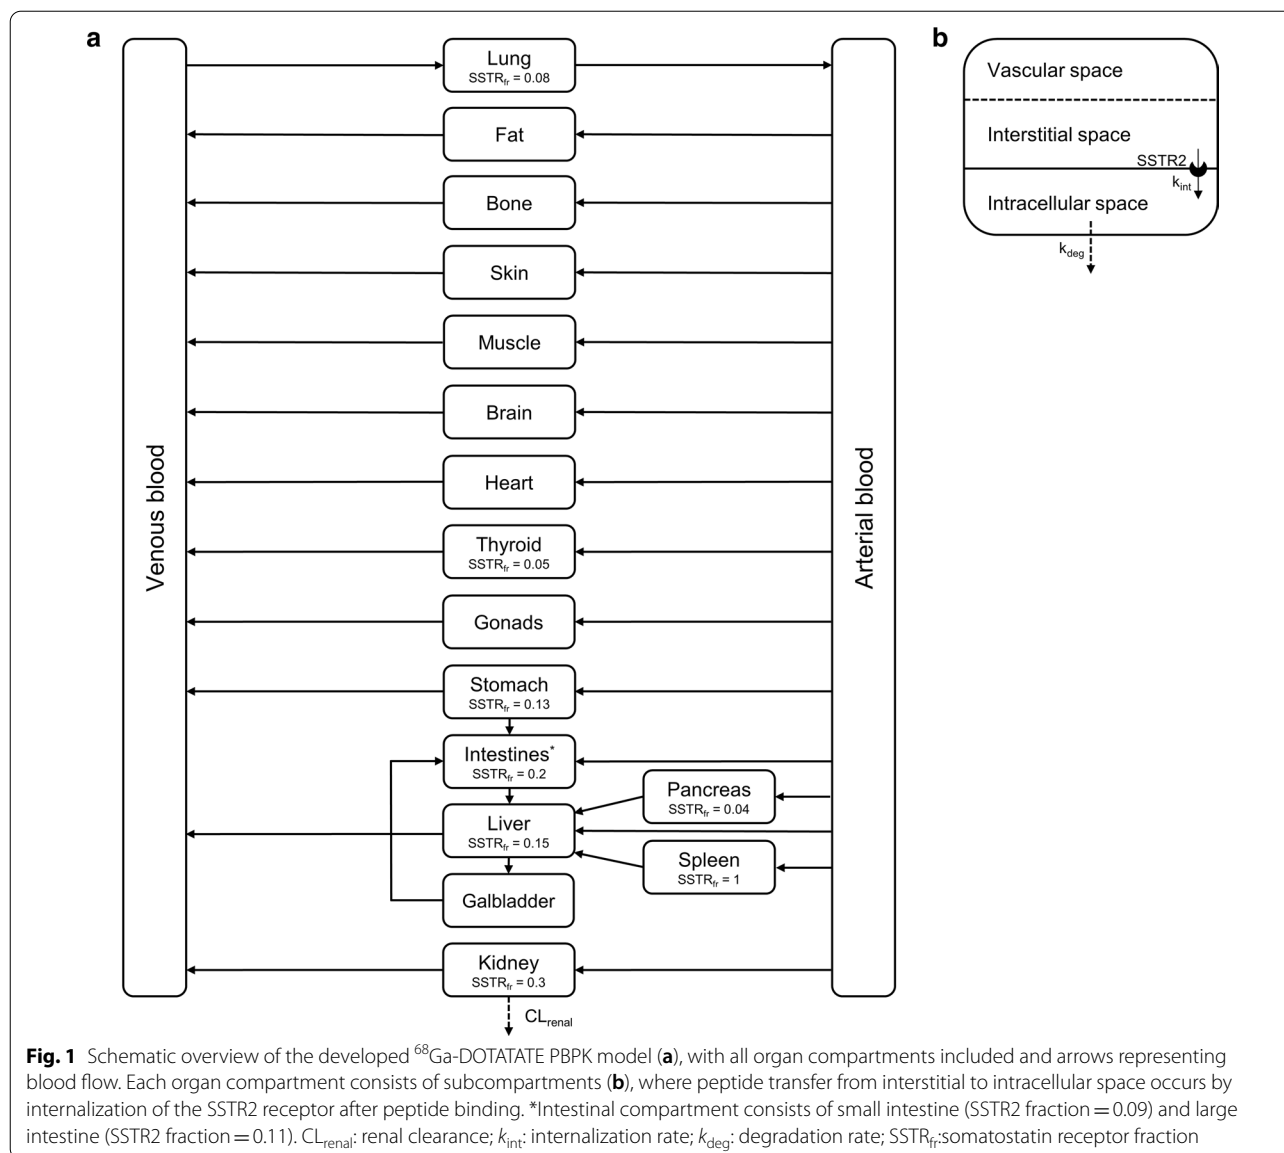 a
b
Lung
SSTRfr = 0.08
Fat
Bone
Skin
Muscle
Brain
Heart
Thyroid
SSTRfr = 0.05
Gonads
Stomach
SSTRfr = 0.13
Intestines*
SSTRfr = 0.2
Pancreas
SSTRfr = 0.04
Liver
SSTRfr = 0.15
Spleen
SSTRfr = 1
Galbladder
Kidney
SSTRfr = 0.3
CLrenal
Venous blood
Arterial blood
Vascular space
Interstitial space
SSTR2
kint
Intracellular space
kdeg
Fig. 1 Schematic overview of the developed 68Ga-DOTATATE PBPK model (a), with all organ compartments included and arrows representing
blood flow. Each organ compartment consists of subcompartments (b), where peptide transfer from interstitial to intracellular space occurs by
internalization of the SSTR2 receptor after peptide binding. *Intestinal compartment consists of small intestine (SSTR2 fraction = 0.09) and large
intestine (SSTR2 fraction = 0.11). CLrenal: renal clearance; kint: internalization rate; kdeg: degradation rate; SSTRfr:somatostatin receptor fraction